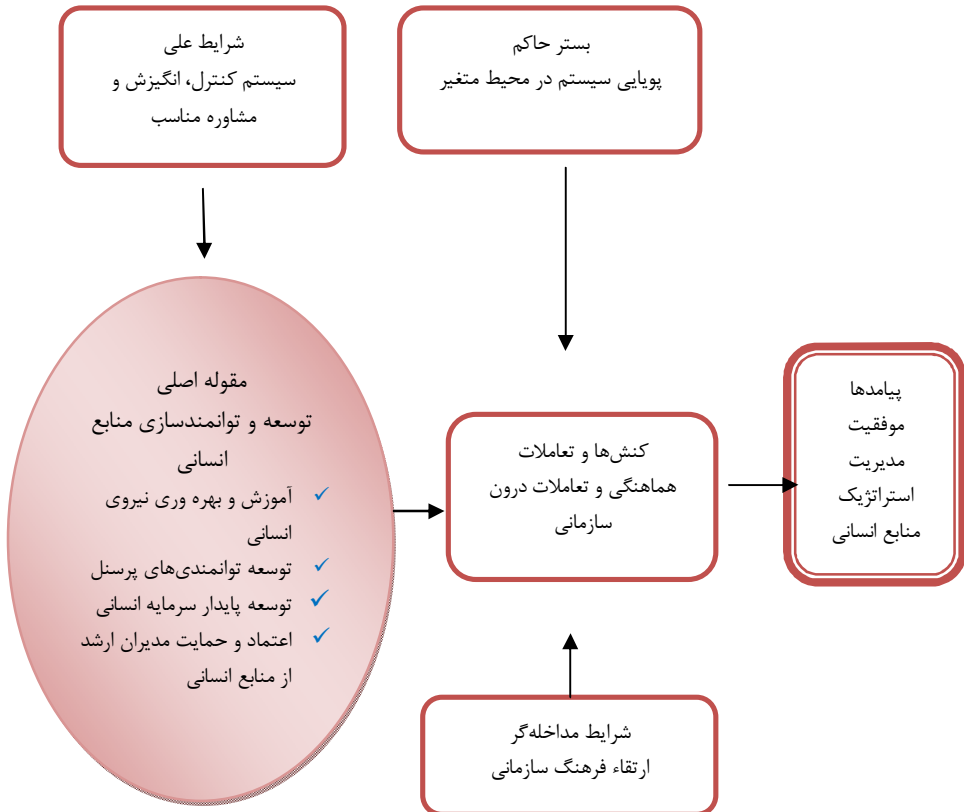 شرایط علی
سیستم کنترل، انگیزش و
مشاوره مناسب
بستر حاکم
پویایی سیستم در محیط متغیر
مقوله اصلی
توسعه و توانمندسازی منابع
انسانی
✓ آموزش و بهره وری نیروی
انسانی
✓ توسعه توانمندی‌های پرسنل
✓ توسعه پایدار سرمایه انسانی
✓ اعتماد و حمایت مدیران ارشد
از منابع انسانی
کنش‌ها و تعاملات
هماهنگی و تعاملات درون
سازمانی
پیامدها
موفقیت
مدیریت
استراتژیک
منابع انسانی
شرایط مداخله‌گر
ارتقاء فرهنگ سازمانی